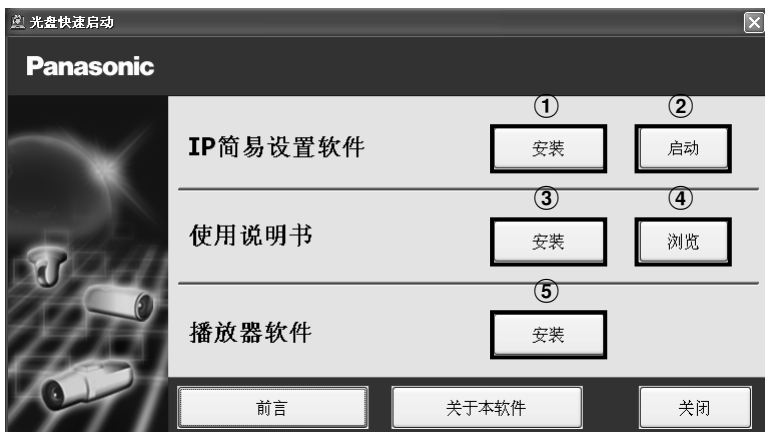 光盘快速启动
Panasonic
① ②
IP简易设置软件 安装 启动
③ ④
使用说明书 安装 浏览
⑤
播放器软件 安装
前言 关于本软件 关闭